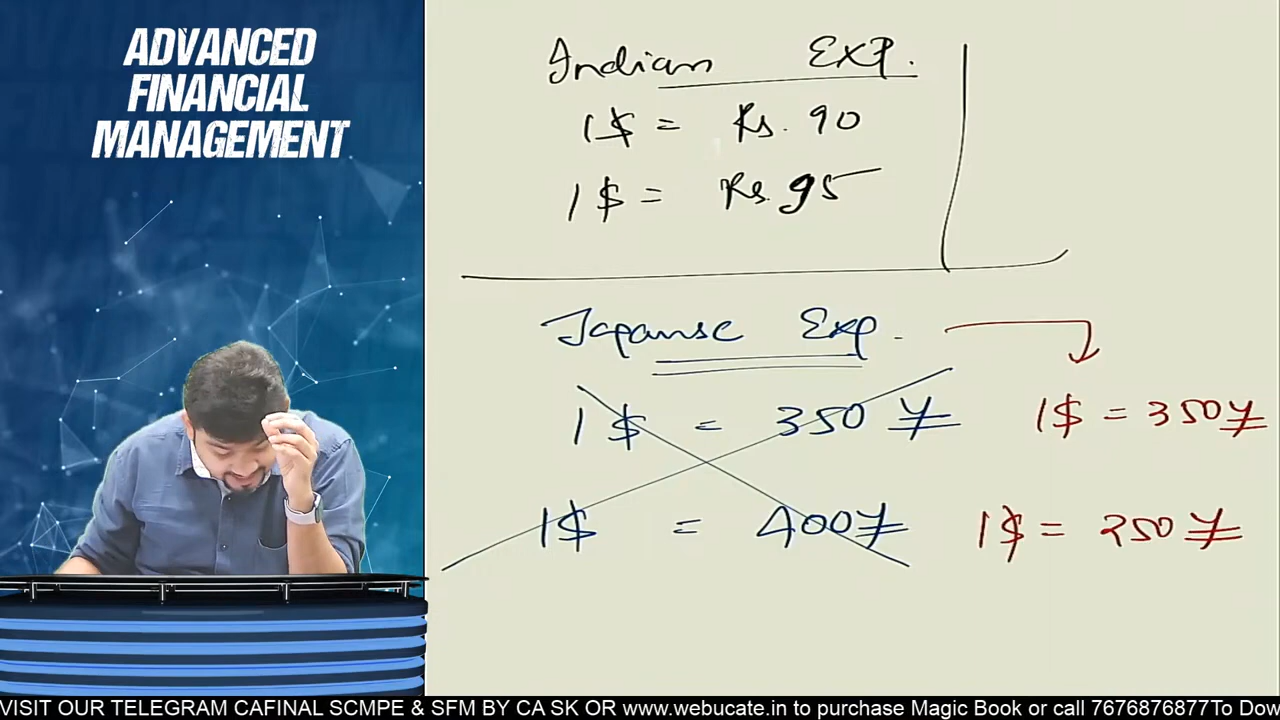 ADVANCED
FINANCIAL
MANAGEMENT
Indian Exp.
1$ = Rs. 90
1$ = Rs. 95
Japanse Exp.
1$ = 350 ¥
1$ = 400¥
1$ = 350¥
1$ = 250 ¥
VISIT OUR TELEGRAM CAFINAL SCMPE & SFM BY CA SK OR www.webucate.in to purchase Magic Book or call 7676876877To Dow